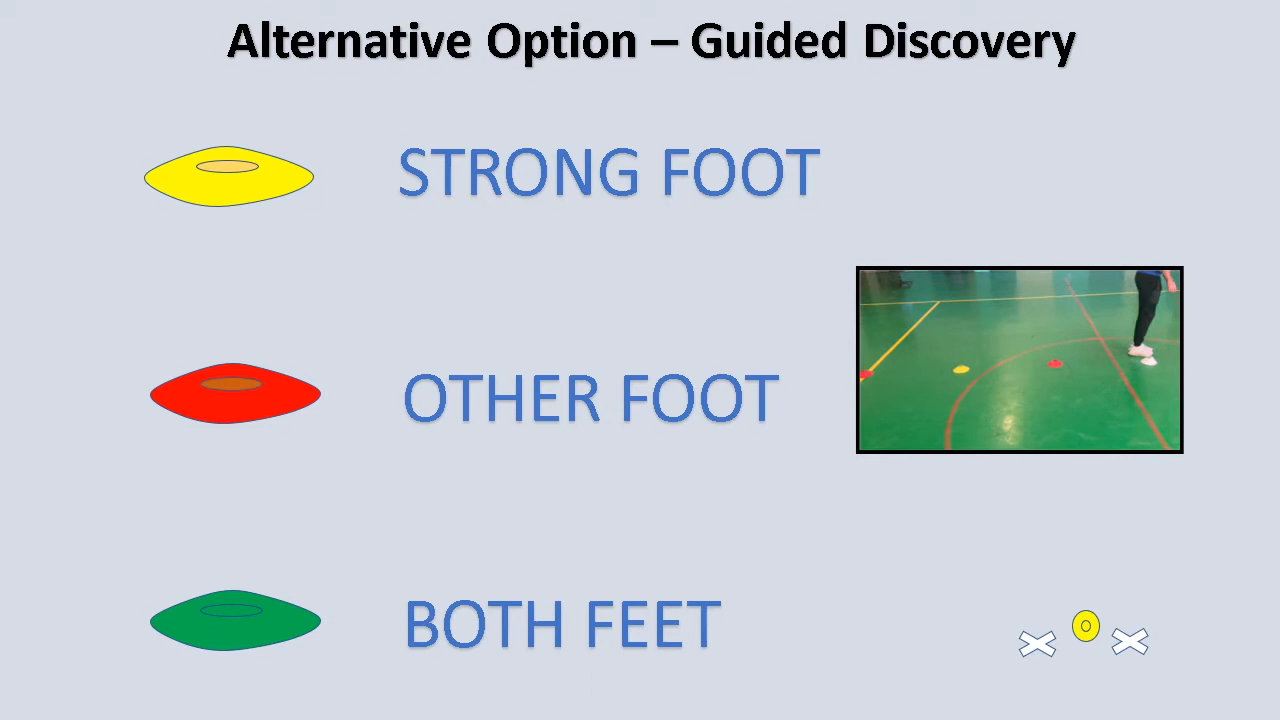 Alternative Option – Guided Discovery
STRONG FOOT
OTHER FOOT
BOTH FEET